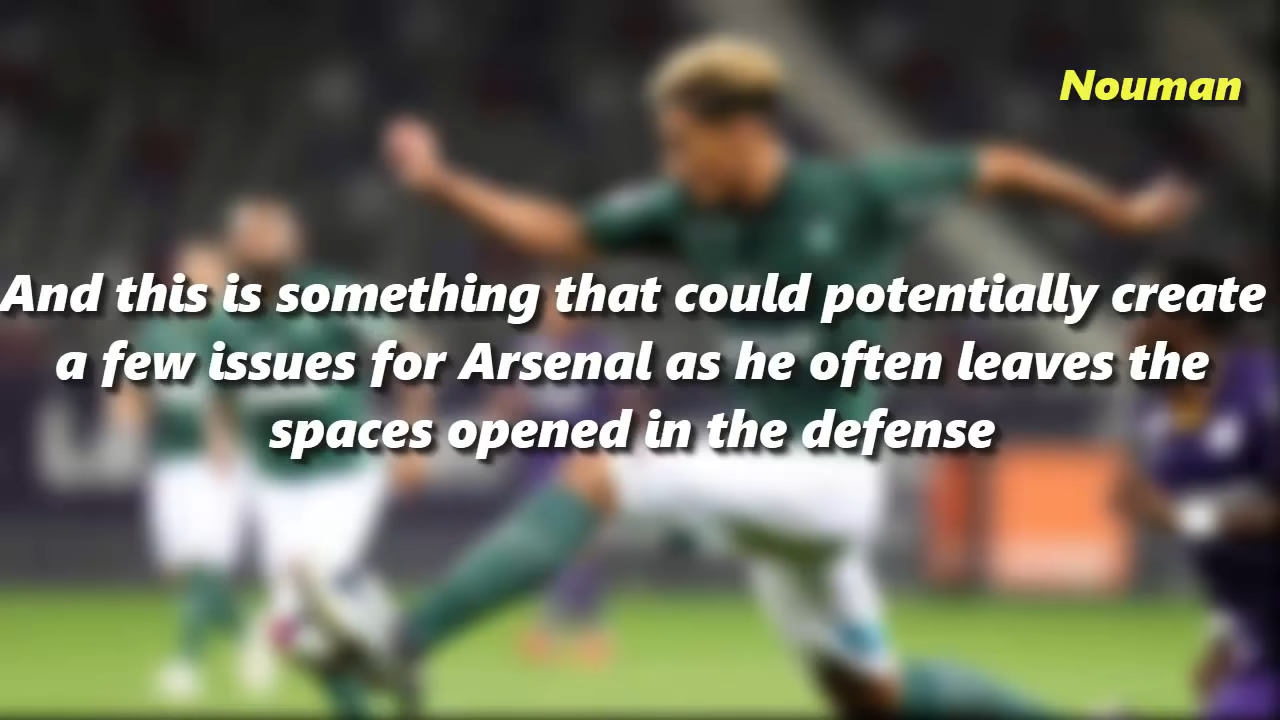 Nouman
And this is something that could potentially create
a few issues for Arsenal as he often leaves the
spaces opened in the defense